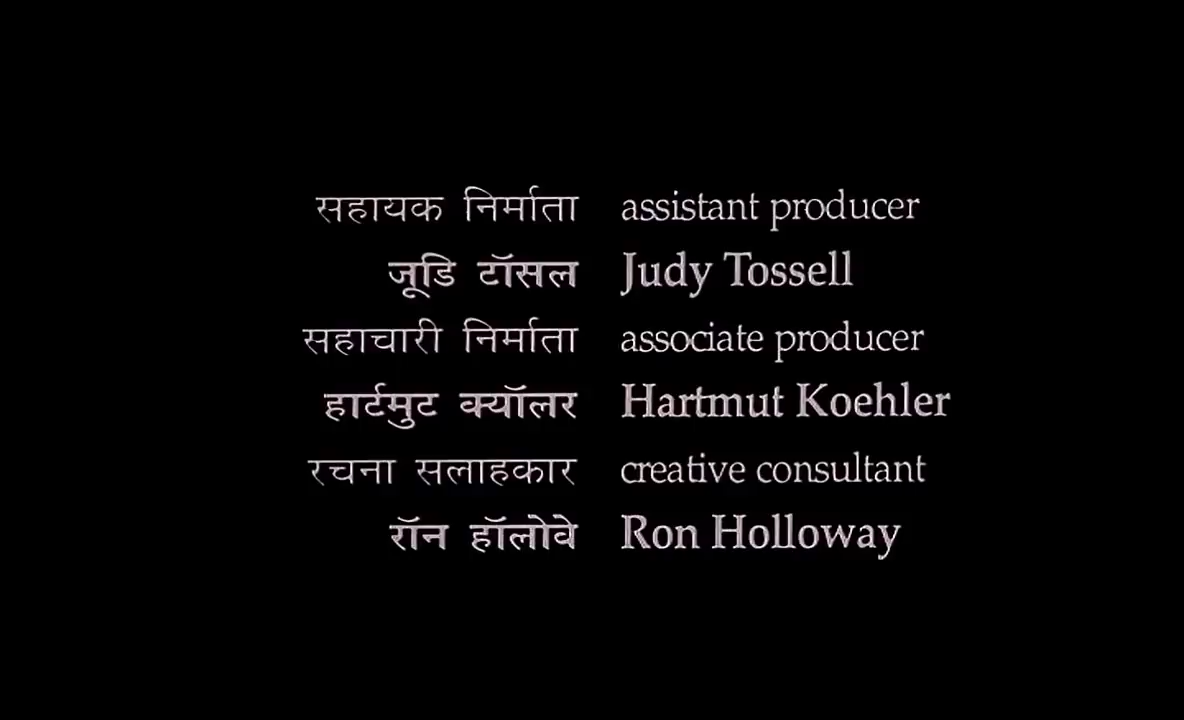 सहायक निर्माता assistant producer
जूडि टॉसल Judy Tossell
सहाचारी निर्माता associate producer
हार्टमुट क्यॉलर Hartmut Koehler
रचना सलाहकार creative consultant
रॉन हॉलोवे Ron Holloway